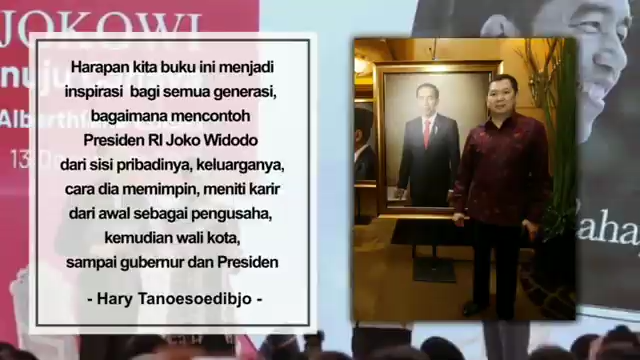 JOKOWI
Harapan kita buku ini menjadi
inspirasi bagi semua generasi,
bagaimana mencontoh
Presiden RI Joko Widodo
dari sisi pribadinya, keluarganya,
cara dia memimpin, meniti karir
dari awal sebagai pengusaha,
kemudian wali kota,
sampai gubernur dan Presiden
- Hary Tanoesoedibjo -